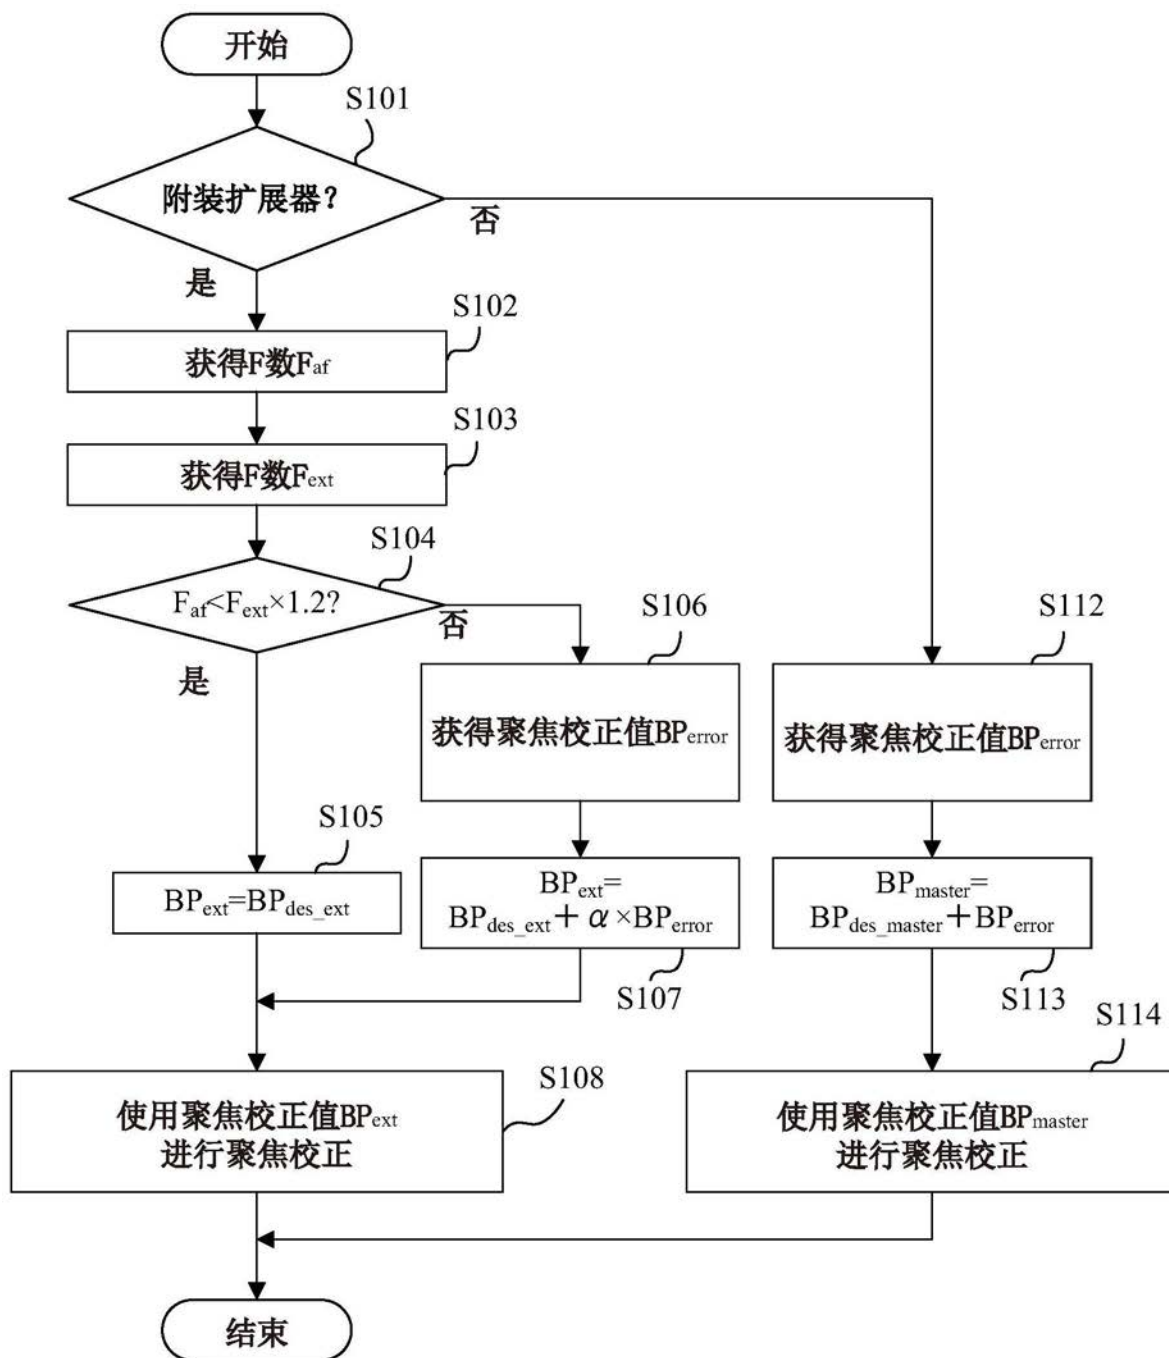 开始
S101
附装扩展器?
否
是
S102
获得F数Faf
S103
获得F数Fext
S104
Faf<Fext×1.2?
否
是
S106
S112
获得聚焦校正值BPerror
获得聚焦校正值BPerror
S105
BPext=BPdes_ext
BPext=
BPdes_ext+α×BPerror
BPmaster=
BPdes_master+BPerror
S107
S113
S114
S108
使用聚焦校正值BPext
进行聚焦校正
使用聚焦校正值BPmaster
进行聚焦校正
结束